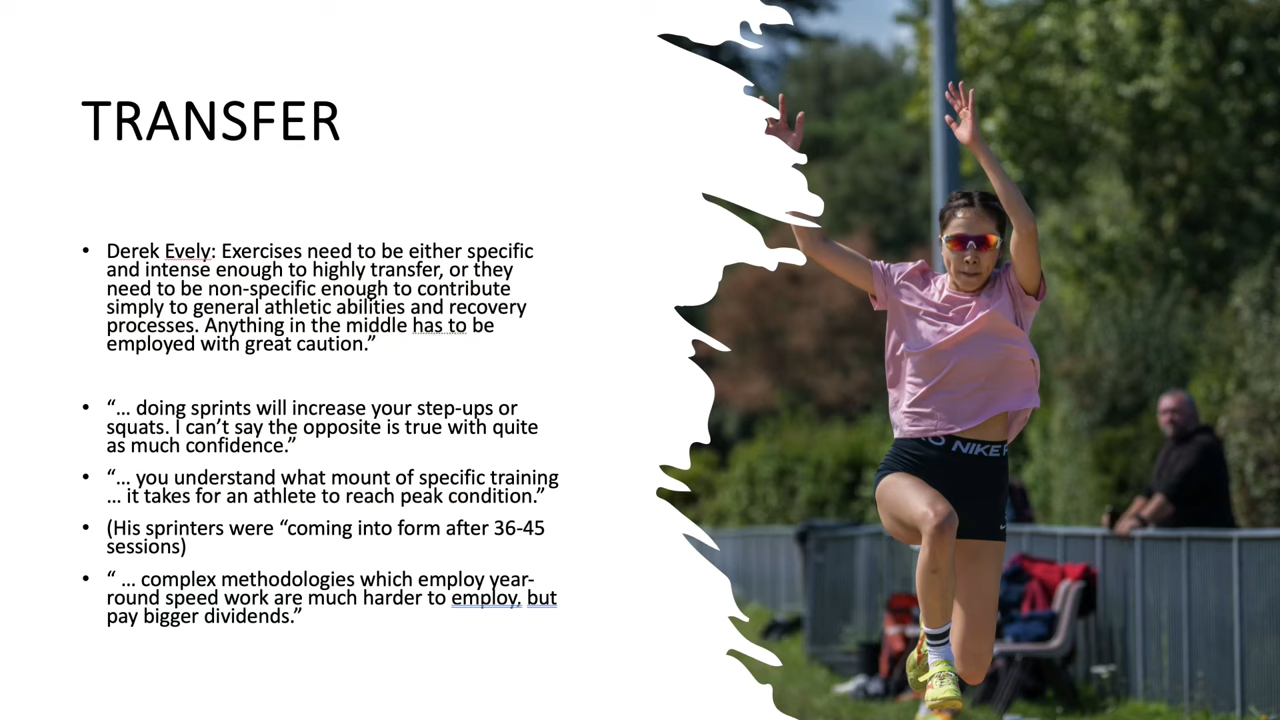 TRANSFER
• Derek Evely: Exercises need to be either specific
and intense enough to highly transfer, or they
need to be non-specific enough to contribute
simply to general athletic abilities and recovery
processes. Anything in the middle has to be
employed with great caution.”
• “… doing sprints will increase your step-ups or
squats. I can’t say the opposite is true with quite
as much confidence.”
• “… you understand what mount of specific training
… it takes for an athlete to reach peak condition.”
• (His sprinters were “coming into form after 36-45
sessions)
• “ … complex methodologies which employ year-
round speed work are much harder to employ, but
pay bigger dividends.”
NIKE